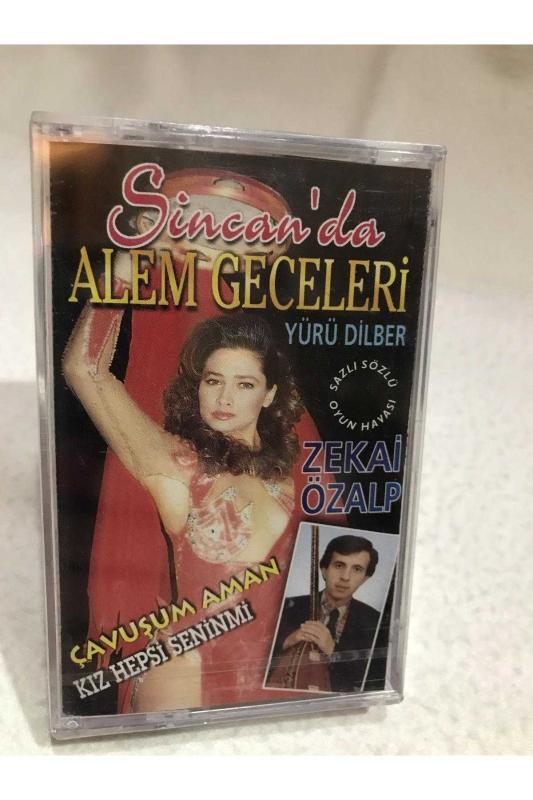 Sincan'da
ALEM GECELERİ
YÜRÜ DİLBER
SAZLI SÖZLÜ
OYUN HAVASI
ZEKAİ
ÖZALP
ÇAVUŞUM AMAN
KIZ HEPSİ SENİNMİ